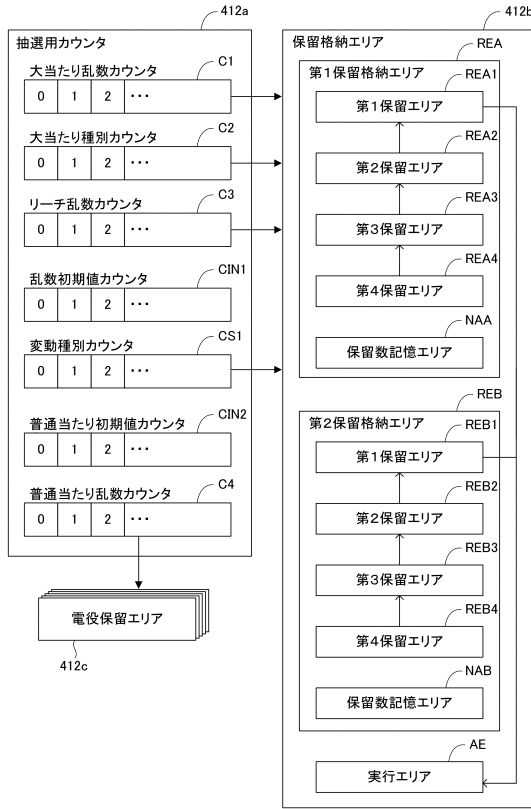 412a
抽選用カウンタ
大当たり乱数カウンタ
C1
0 1 2 ･･･
大当たり種別カウンタ
C2
0 1 2 ･･･
リーチ乱数カウンタ
C3
0 1 2 ･･･
乱数初期値カウンタ
CIN1
0 1 2 ･･･
変動種別カウンタ
CS1
0 1 2 ･･･
普通当たり初期値カウンタ
CIN2
0 1 2 ･･･
普通当たり乱数カウンタ
C4
0 1 2 ･･･
電役保留エリア
412c
412b
保留格納エリア
REA
第1保留格納エリア
REA1
第1保留エリア
REA2
第2保留エリア
REA3
第3保留エリア
REA4
第4保留エリア
NAA
保留数記憶エリア
REB
第2保留格納エリア
REB1
第1保留エリア
REB2
第2保留エリア
REB3
第3保留エリア
REB4
第4保留エリア
NAB
保留数記憶エリア
AE
実行エリア